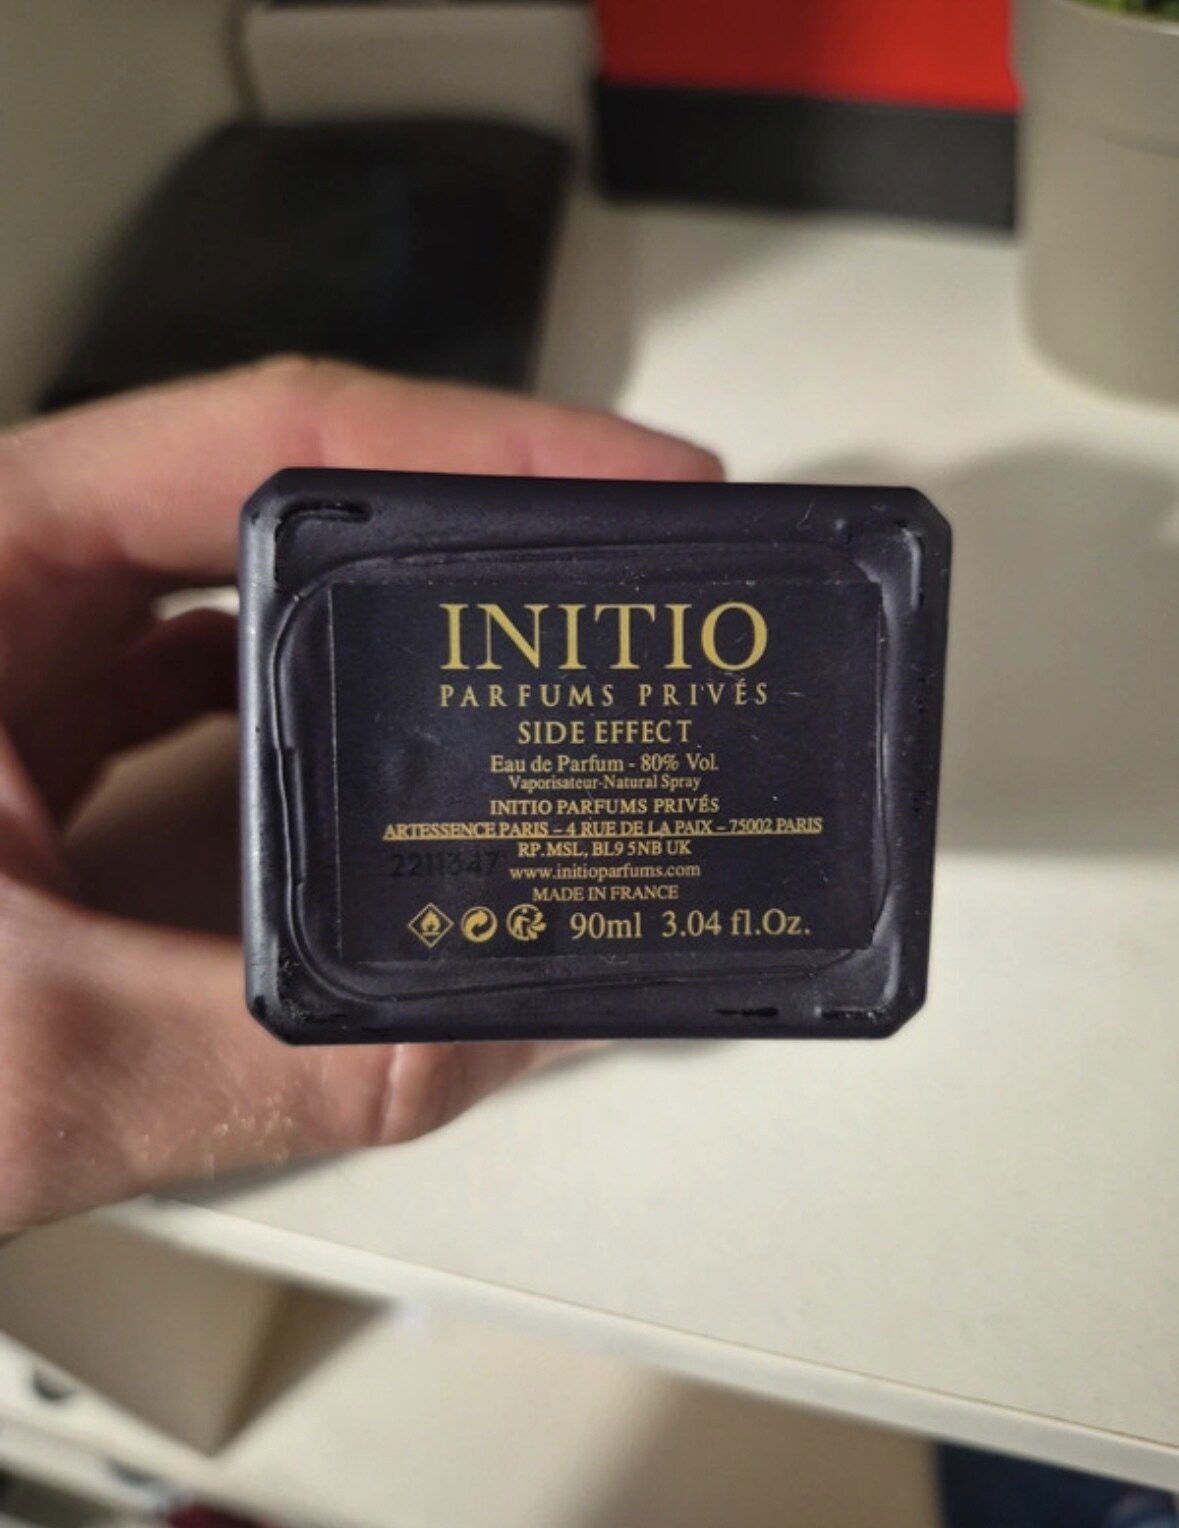 INITIO
PARFUMS PRIVÉS
SIDE EFFECT
Eau de Parfum - 80% Vol.
Vaporisateur-Natural Spray
INITIO PARFUMS PRIVÉS
ARTESSENCE PARIS – 4 RUE DE LA PAIX – 75002 PARIS
RP.MSL, BL9 5NB UK
2211347
www.initioparfums.com
MADE IN FRANCE
90ml 3.04 fl.Oz.